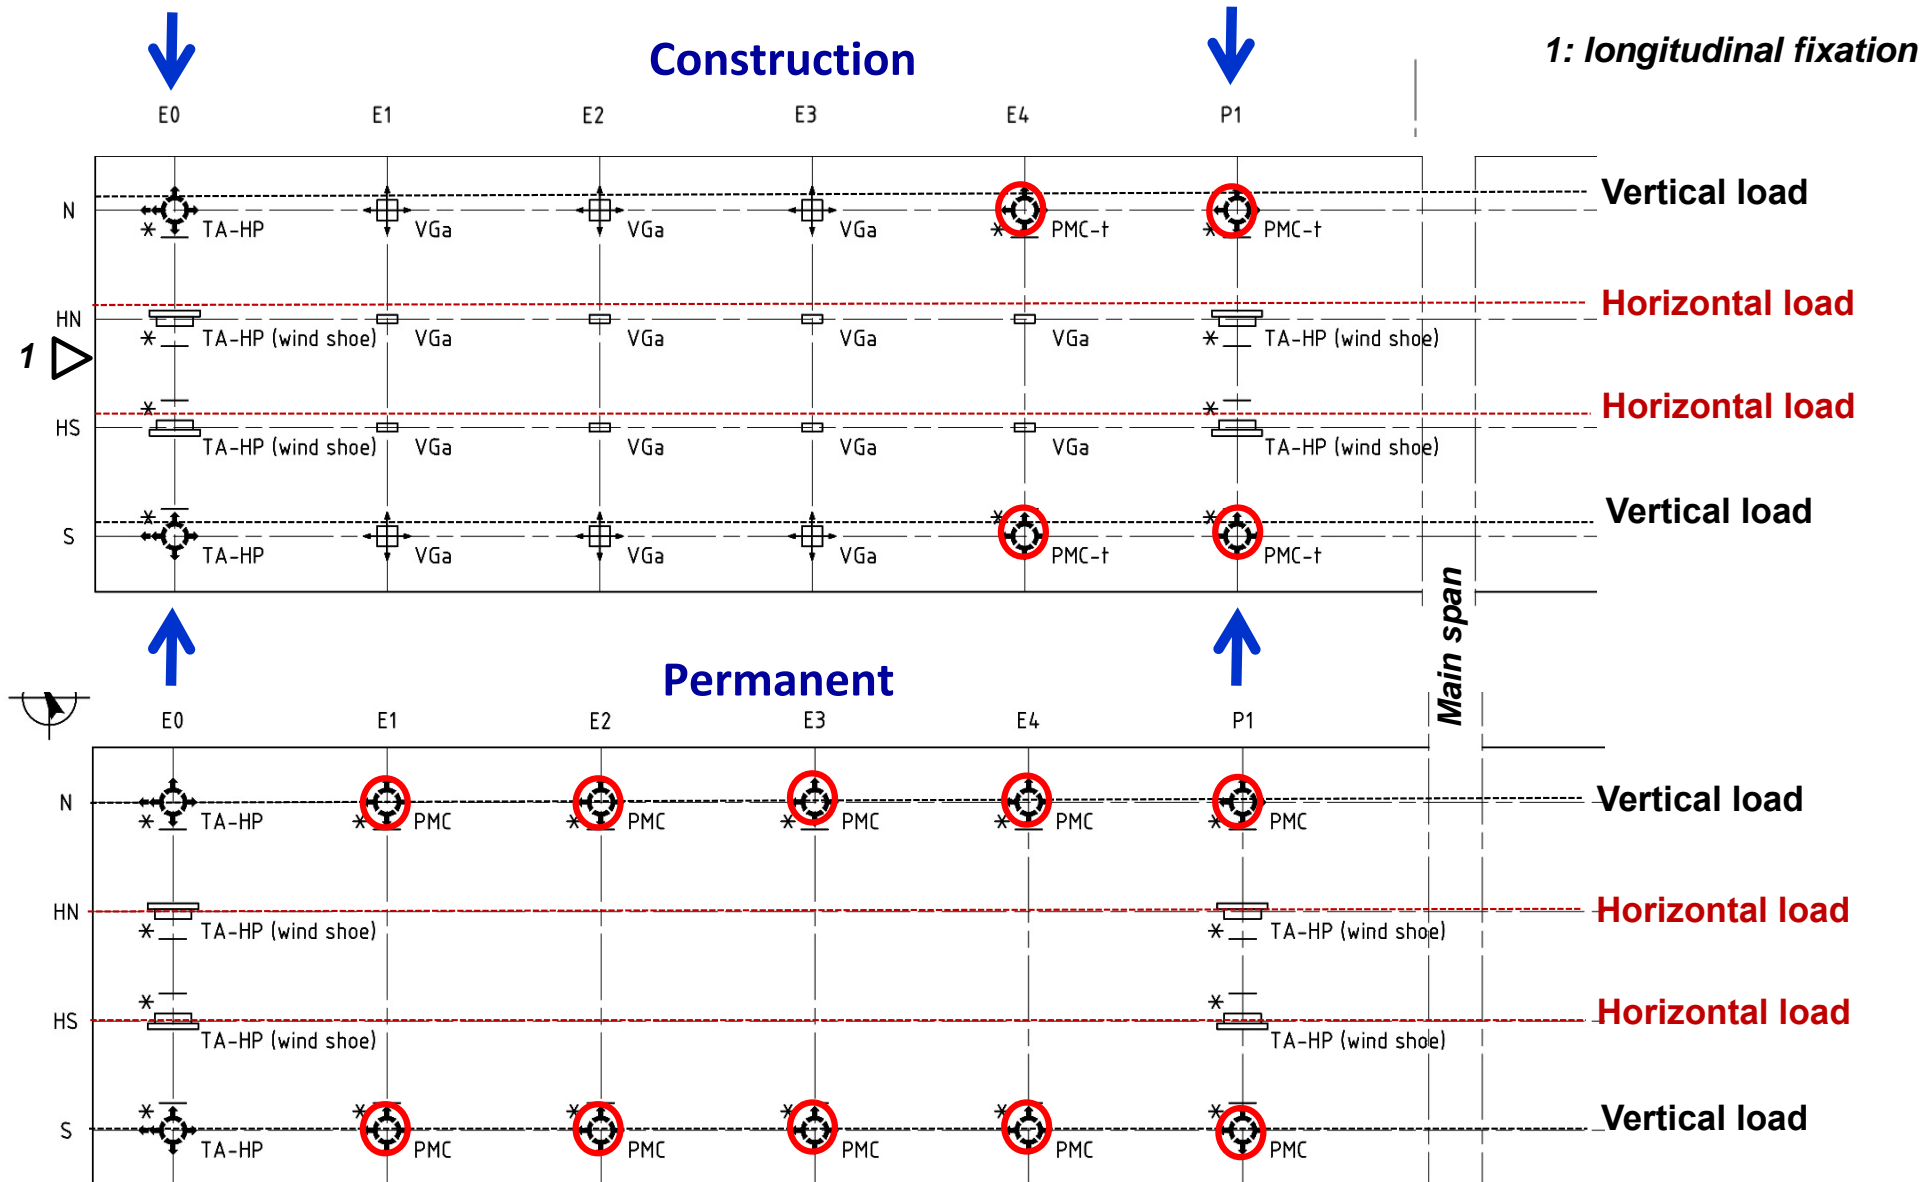 Construction
1: longitudinal fixation
E0 E1 E2 E3 E4 P1
N TA-HP VGa VGa VGa PMC-t PMC-t Vertical load
HN TA-HP (wind shoe) VGa VGa VGa VGa TA-HP (wind shoe) Horizontal load
1
HS TA-HP (wind shoe) VGa VGa VGa VGa TA-HP (wind shoe) Horizontal load
S TA-HP VGa VGa VGa PMC-t PMC-t Vertical load
Main span
Permanent
E0 E1 E2 E3 E4 P1
N TA-HP PMC PMC PMC PMC PMC Vertical load
HN TA-HP (wind shoe) TA-HP (wind shoe) Horizontal load
HS TA-HP (wind shoe) TA-HP (wind shoe) Horizontal load
S TA-HP PMC PMC PMC PMC PMC Vertical load